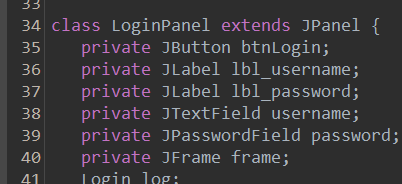 33
34 class LoginPanel extends JPanel {
35 private JButton btnLogin;
36 private JLabel lbl_username;
37 private JLabel lbl_password;
38 private JTextField username;
39 private JPasswordField password;
40 private JFrame frame;
41 Login log;